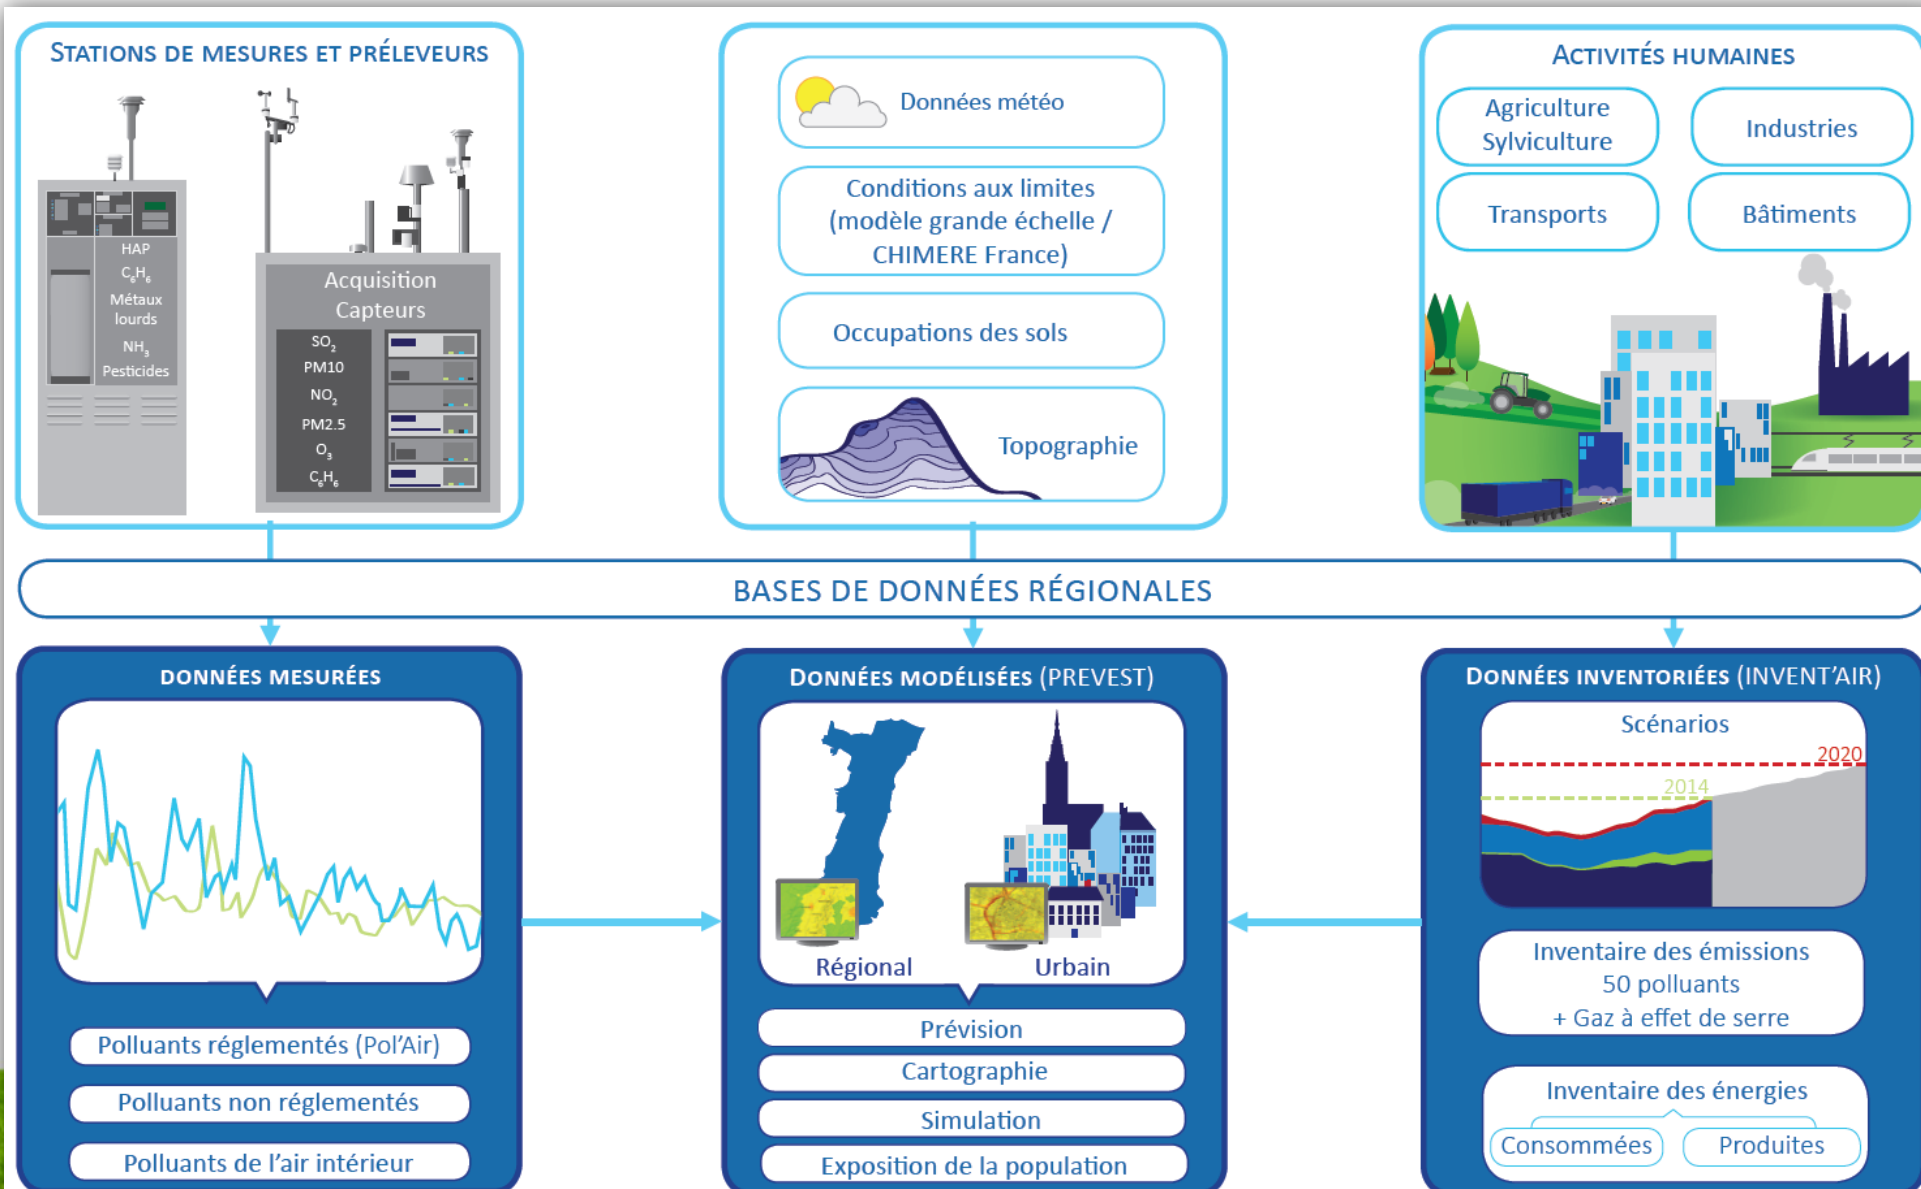 STATIONS DE MESURES ET PRÉLEVEURS
HAP
C₆H₆
Métaux
lourds
NH₃
Pesticides
Acquisition
Capteurs
SO₂
PM10
NO₂
PM2.5
O₃
C₆H₆
Données météo
Conditions aux limites
(modèle grande échelle /
CHIMERE France)
Occupations des sols
Topographie
ACTIVITÉS HUMAINES
Agriculture
Sylviculture
Industries
Transports
Bâtiments
BASES DE DONNÉES RÉGIONALES
DONNÉES MESURÉES
Polluants réglementés (Pol'Air)
Polluants non réglementés
Polluants de l'air intérieur
DONNÉES MODÉLISÉES (PREVEST)
Régional
Urbain
Prévision
Cartographie
Simulation
Exposition de la population
DONNÉES INVENTORIÉES (INVENT'AIR)
Scénarios
2020
2014
Inventaire des émissions
50 polluants
+ Gaz à effet de serre
Inventaire des énergies
Consommées
Produites